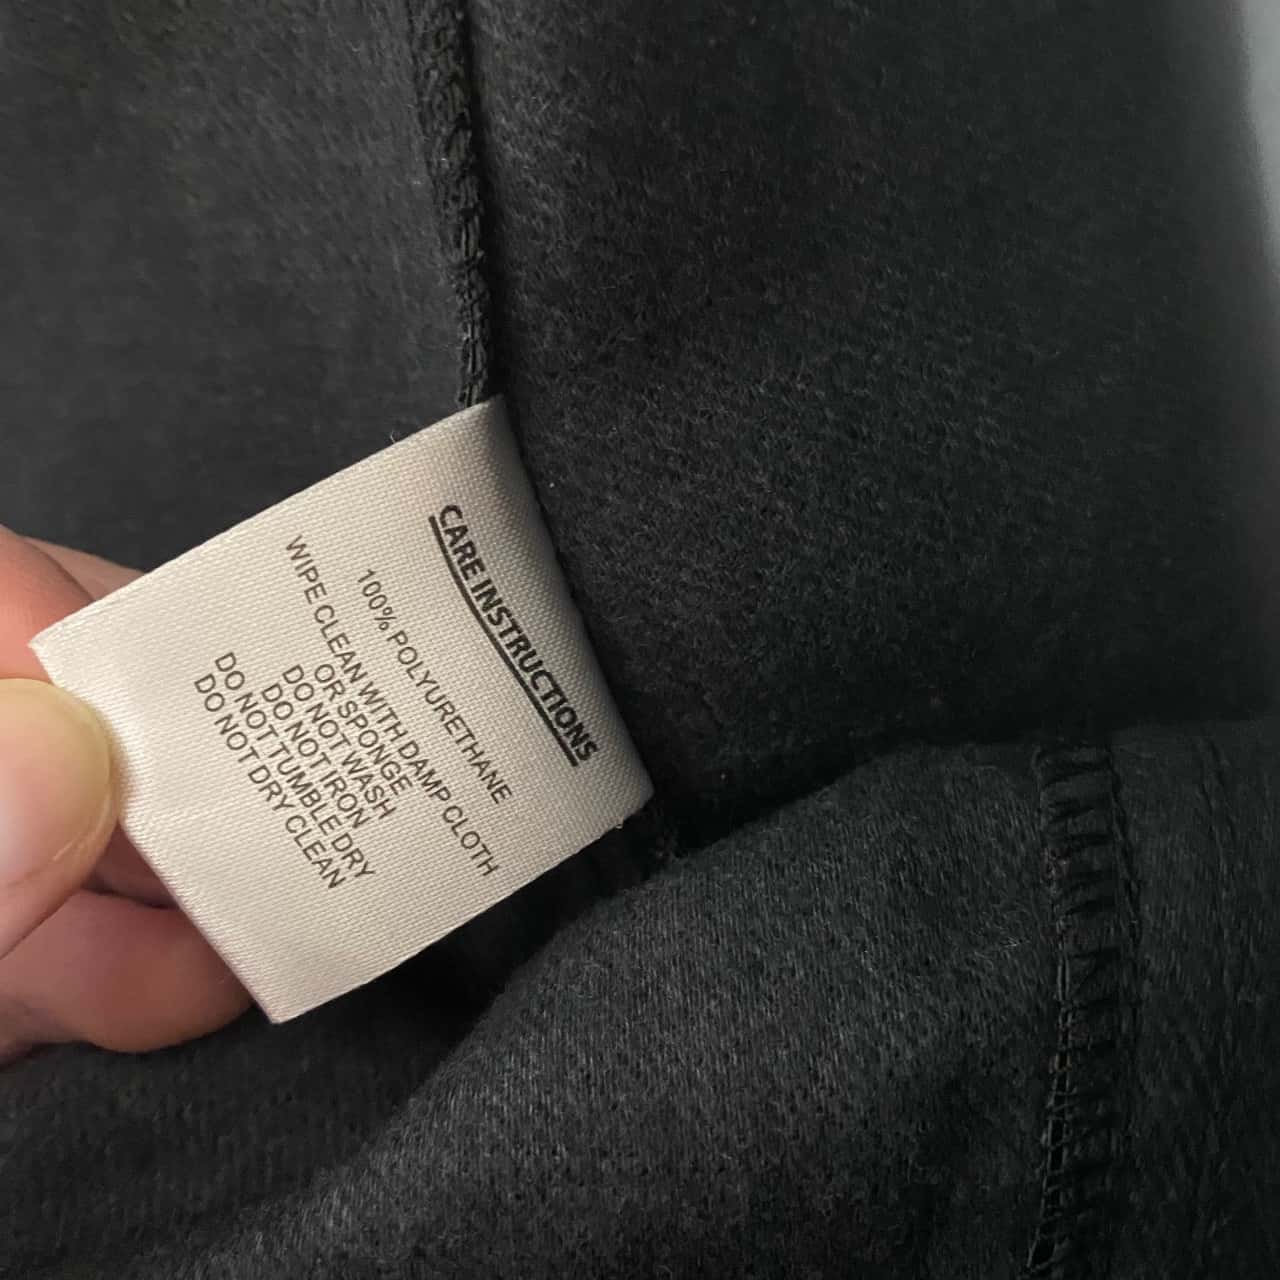 CARE INSTRUCTIONS
100% POLYURETHANE
WIPE CLEAN WITH DAMP CLOTH
OR SPONGE
DO NOT WASH
DO NOT IRON
DO NOT TUMBLE DRY
DO NOT DRY CLEAN